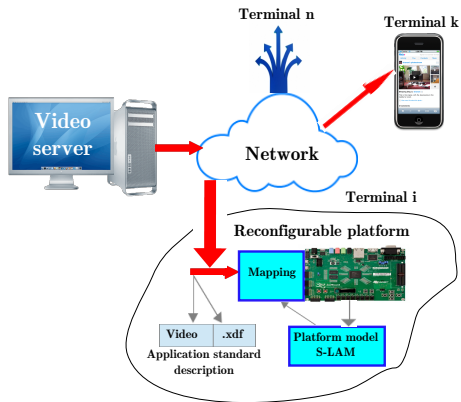 Terminal n
Terminal k
Video
server
Network
Terminal i
Reconfigurable platform
Mapping
Video
.xdf
Application standard
description
Platform model
S-LAM